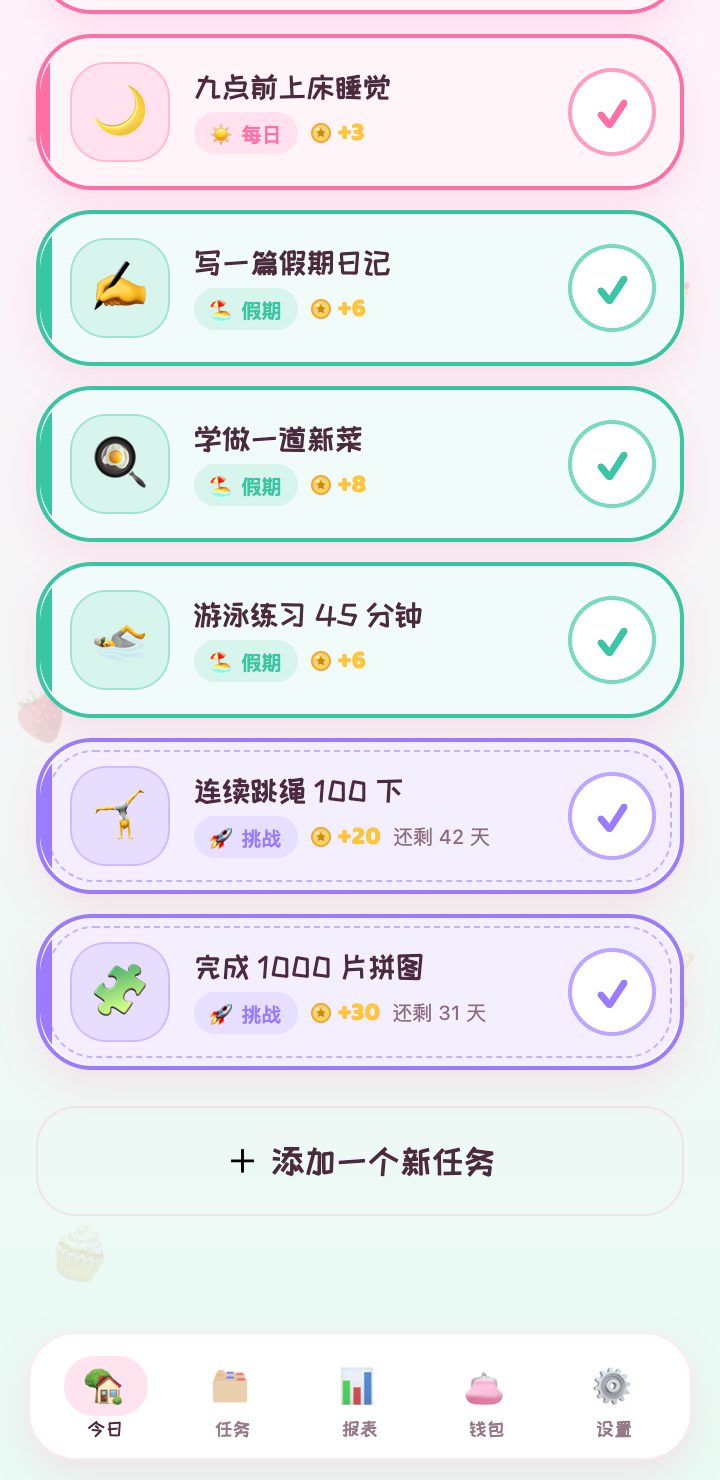 九点前上床睡觉
每日 +3
写一篇假期日记
假期 +6
学做一道新菜
假期 +8
游泳练习 45 分钟
假期 +6
连续跳绳 100 下
挑战 +20 还剩 42 天
完成 1000 片拼图
挑战 +30 还剩 31 天
+ 添加一个新任务
今日 任务 报表 钱包 设置